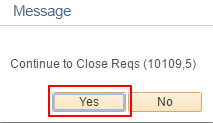 Message
Continue to Close Reqs (10109,5)
Yes No